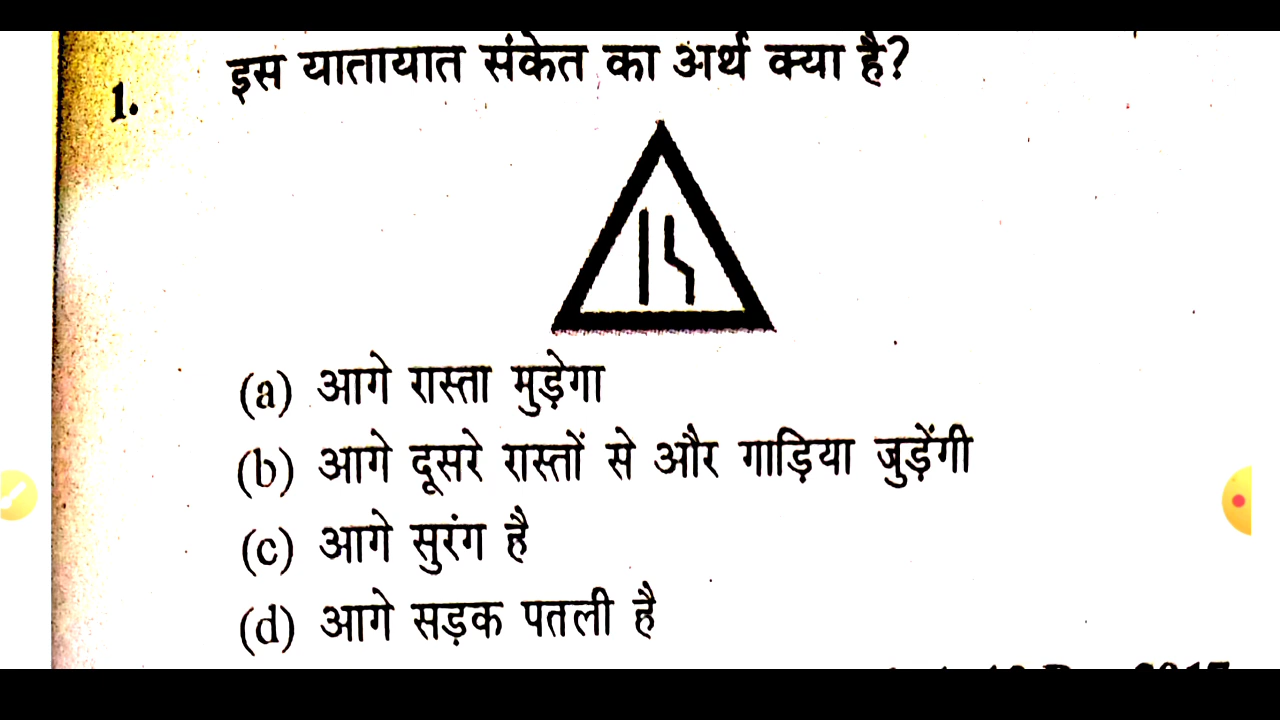 1. इस यातायात संकेत का अर्थ क्या है?
(a) आगे रास्ता मुड़ेगा
(b) आगे दूसरे रास्तों से और गाड़िया जुड़ेंगी
(c) आगे सुरंग है
(d) आगे सड़क पतली है